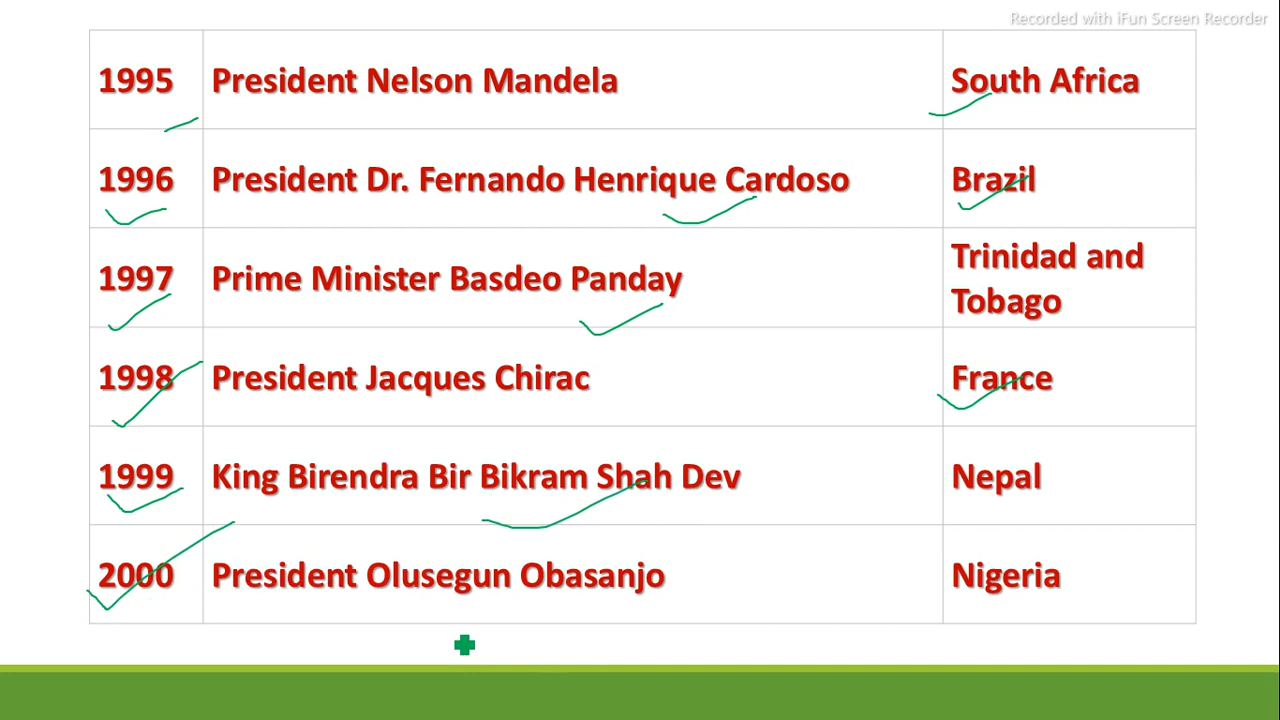 Recorded with iFun Screen Recorder
1995 President Nelson Mandela South Africa
1996 President Dr. Fernando Henrique Cardoso Brazil
1997 Prime Minister Basdeo Panday Trinidad and
Tobago
1998 President Jacques Chirac France
1999 King Birendra Bir Bikram Shah Dev Nepal
2000 President Olusegun Obasanjo Nigeria